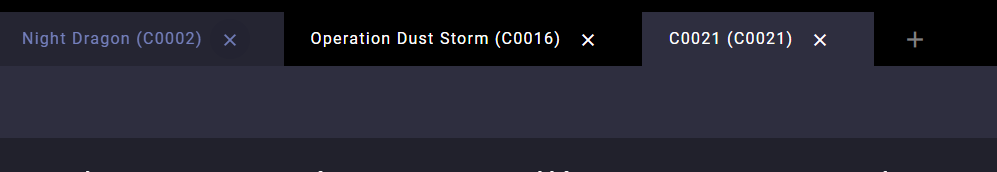 Night Dragon (C0002) × Operation Dust Storm (C0016) × C0021 (C0021) × +